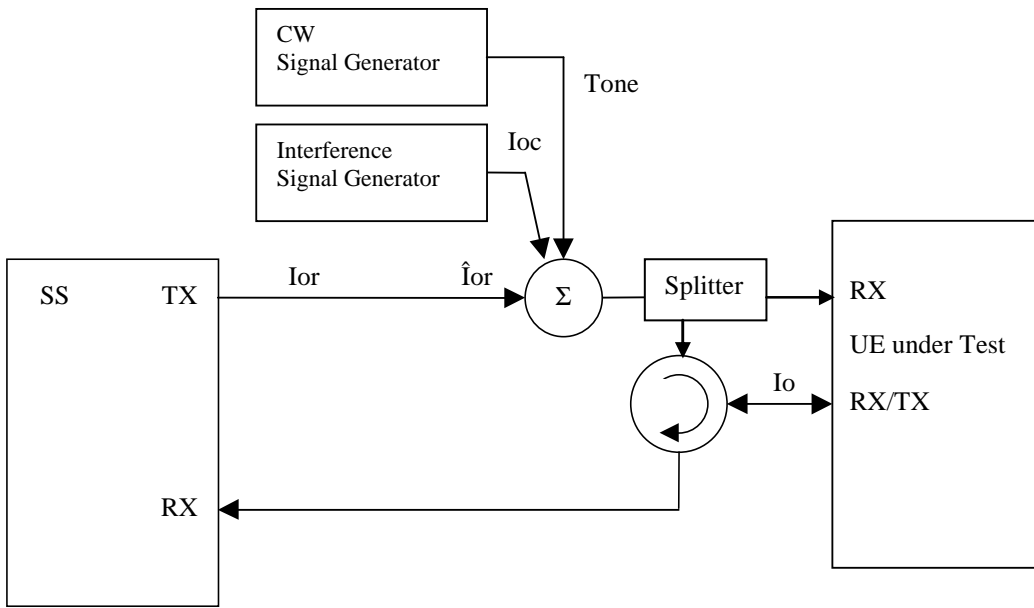 CW
Signal Generator
Tone
Interference
Signal Generator
Ioc
SS
TX
Ior
Îor
Σ
Splitter
RX
UE under Test
Io
RX/TX
RX